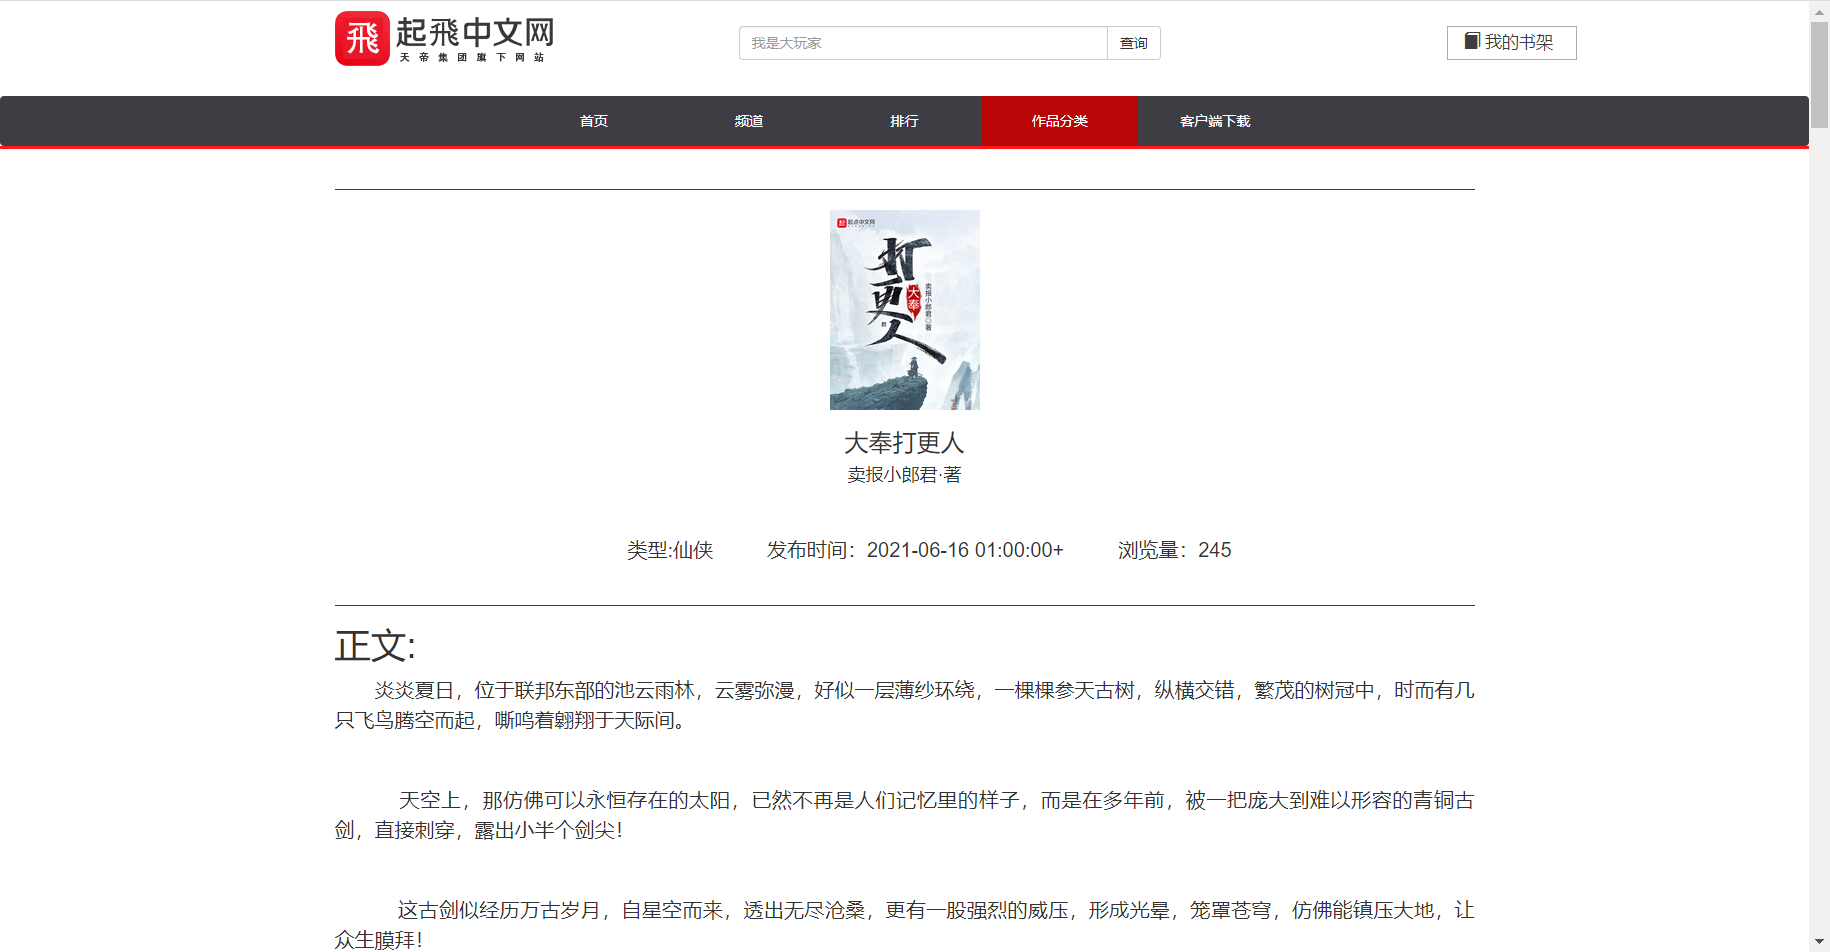 飛 起飛中文网
天帝集团旗下网站
我是大玩家 查询
我的书架
首页 频道 排行 作品分类 客户端下载
起点中文网
打更人
大奉
的
卖报小郎君◎著
大奉打更人
卖报小郎君·著
类型:仙侠 发布时间：2021-06-16 01:00:00+ 浏览量：245
正文:
炎炎夏日，位于联邦东部的池云雨林，云雾弥漫，好似一层薄纱环绕，一棵棵参天古树，纵横交错，繁茂的树冠中，时而有几
只飞鸟腾空而起，嘶鸣着翱翔于天际间。
天空上，那仿佛可以永恒存在的太阳，已然不再是人们记忆里的样子，而是在多年前，被一把庞大到难以形容的青铜古
剑，直接刺穿，露出小半个剑尖！
这古剑似经历万古岁月，自星空而来，透出无尽沧桑，更有一股强烈的威压，形成光晕，笼罩苍穹，仿佛能镇压大地，让
众生膜拜！